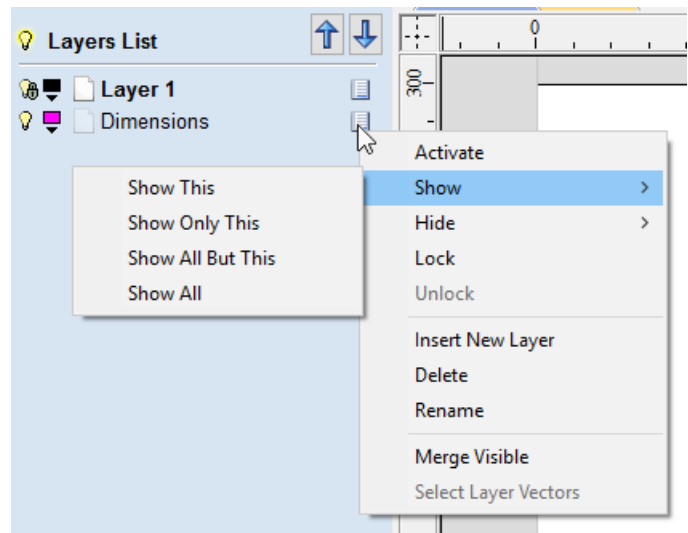 Layers List
0
300
Layer 1
Dimensions
Activate
Show
Hide
Lock
Unlock
Insert New Layer
Delete
Rename
Merge Visible
Select Layer Vectors
Show This
Show Only This
Show All But This
Show All